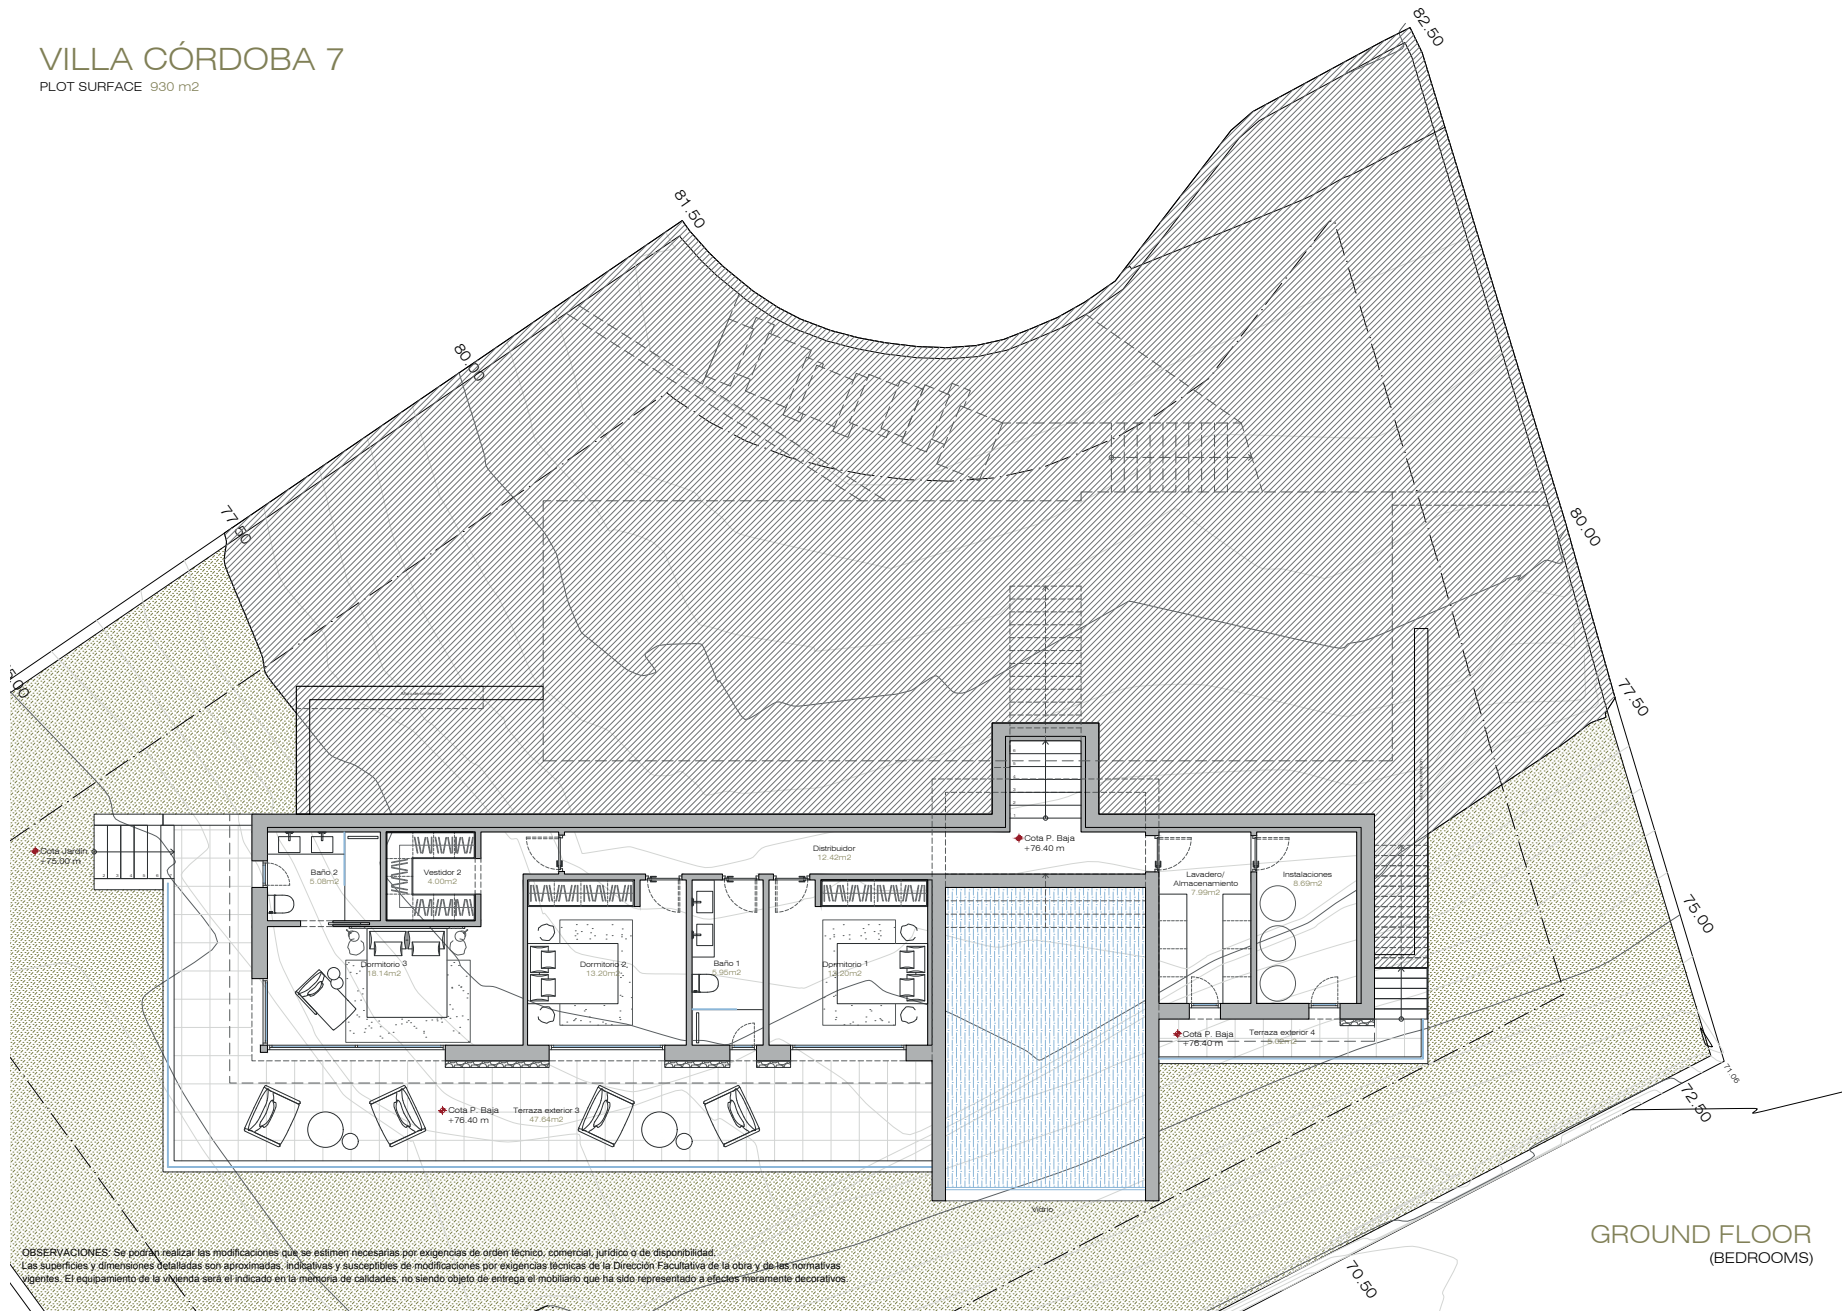 VILLA CÓRDOBA 7
PLOT SURFACE 930 m2
82.50
81.50
80.00
77.50
80.00
77.50
75.00
72.50
71.06
70.50
Cota Jardín
+75.00 m
Baño 2
5.08m2
Vestidor 2
4.00m2
Distribuidor
12.42m2
Cota P. Baja
+76.40 m
Lavadero/
Almacenamiento
7.99m2
Instalaciones
8.69m2
Dormitorio 3
18.14m2
Dormitorio 2
13.20m2
Baño 1
5.95m2
Dormitorio 1
13.20m2
Cota P. Baja
+76.40 m
Terraza exterior 4
Cota P. Baja
+76.40 m
Terraza exterior 3
47.64m2
Vidrio
GROUND FLOOR
(BEDROOMS)
OBSERVACIONES: Se podrán realizar las modificaciones que se estimen necesarias por exigencias de orden técnico, comercial, jurídico o de disponibilidad.
Las superficies y dimensiones detalladas son aproximadas, indicativas y susceptibles de modificaciones por exigencias técnicas de la Dirección Facultativa de la obra y de las normativas
vigentes. El equipamiento de la vivienda será el indicado en la memoria de calidades, no siendo objeto de entrega el mobiliario que ha sido representado a efectos meramente decorativos.